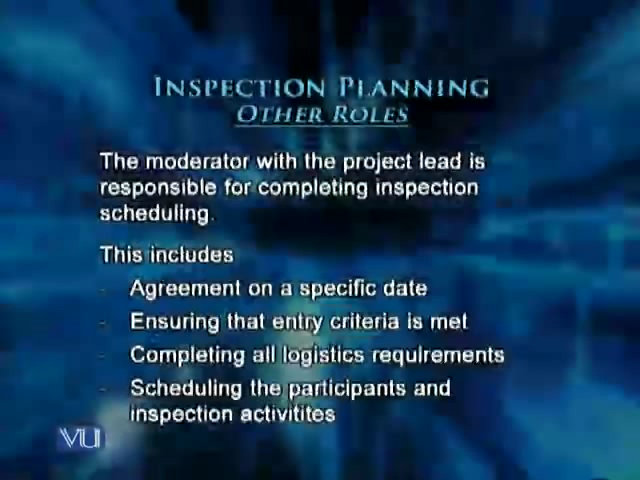 INSPECTION PLANNING
OTHER ROLES
The moderator with the project lead is
responsible for completing inspection
scheduling.
This includes
- Agreement on a specific date
- Ensuring that entry criteria is met
- Completing all logistics requirements
- Scheduling the participants and
inspection activitites
VU